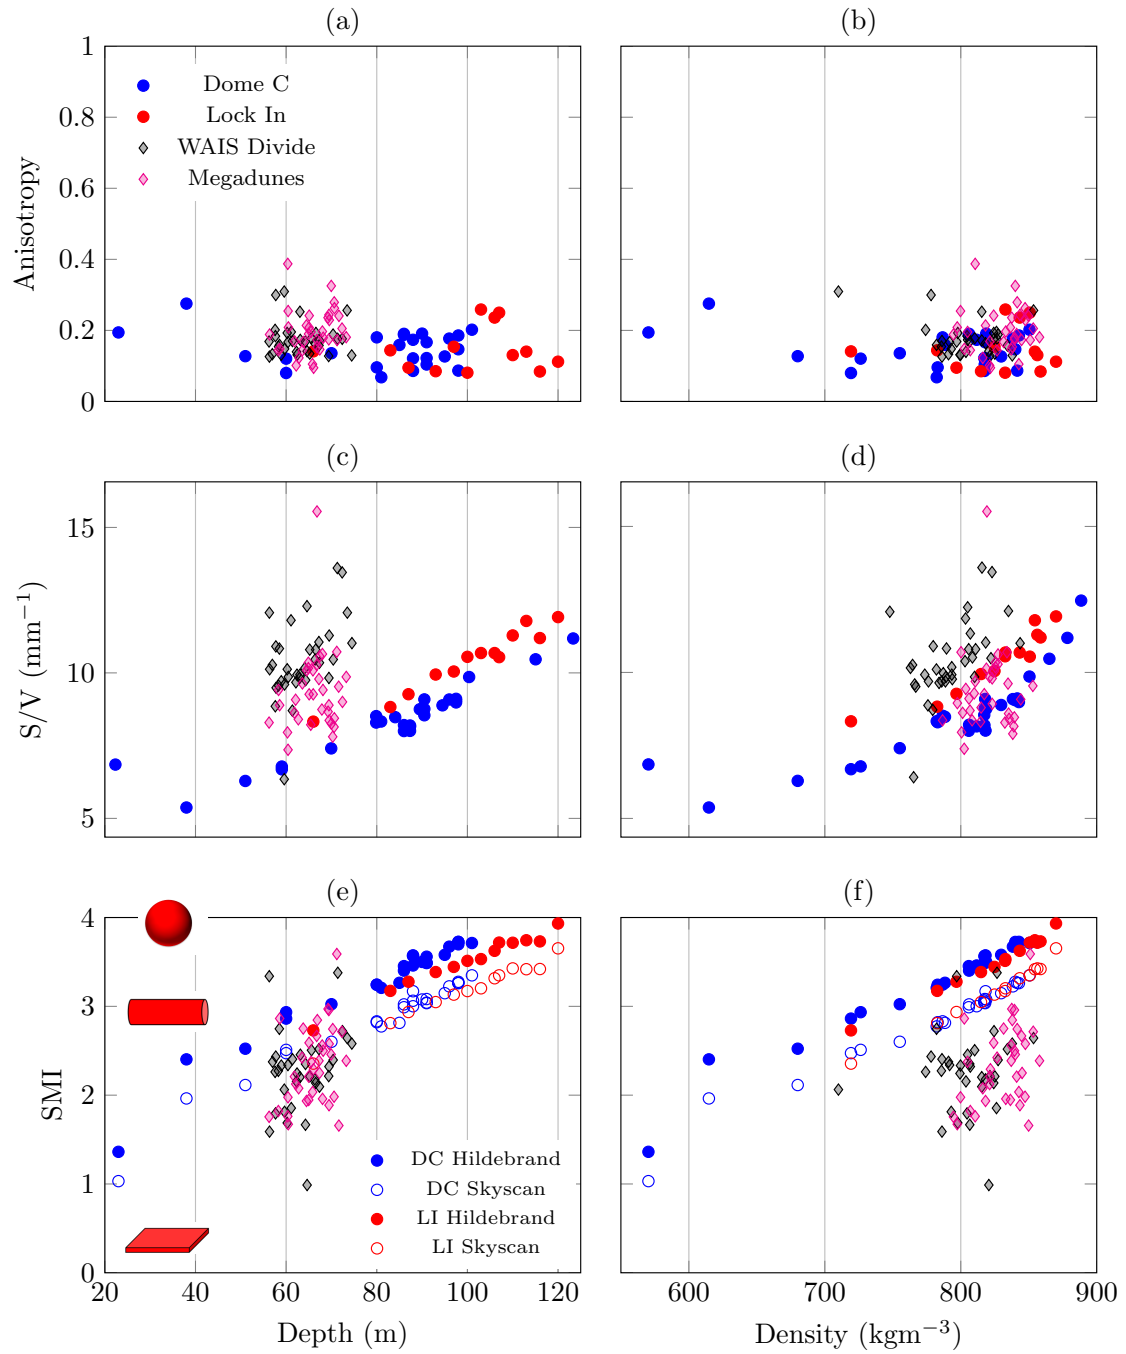 (a)
(b)
1
0.8
0.6
0.4
0.2
0
Anisotropy
Dome C
Lock In
WAIS Divide
Megadunes
(c)
(d)
15
10
5
S/V (mm⁻¹)
(e)
(f)
4
3
2
1
0
SMI
DC Hildebrand
DC Skyscan
LI Hildebrand
LI Skyscan
20 40 60 80 100 120
600 700 800 900
Depth (m)
Density (kgm⁻³)